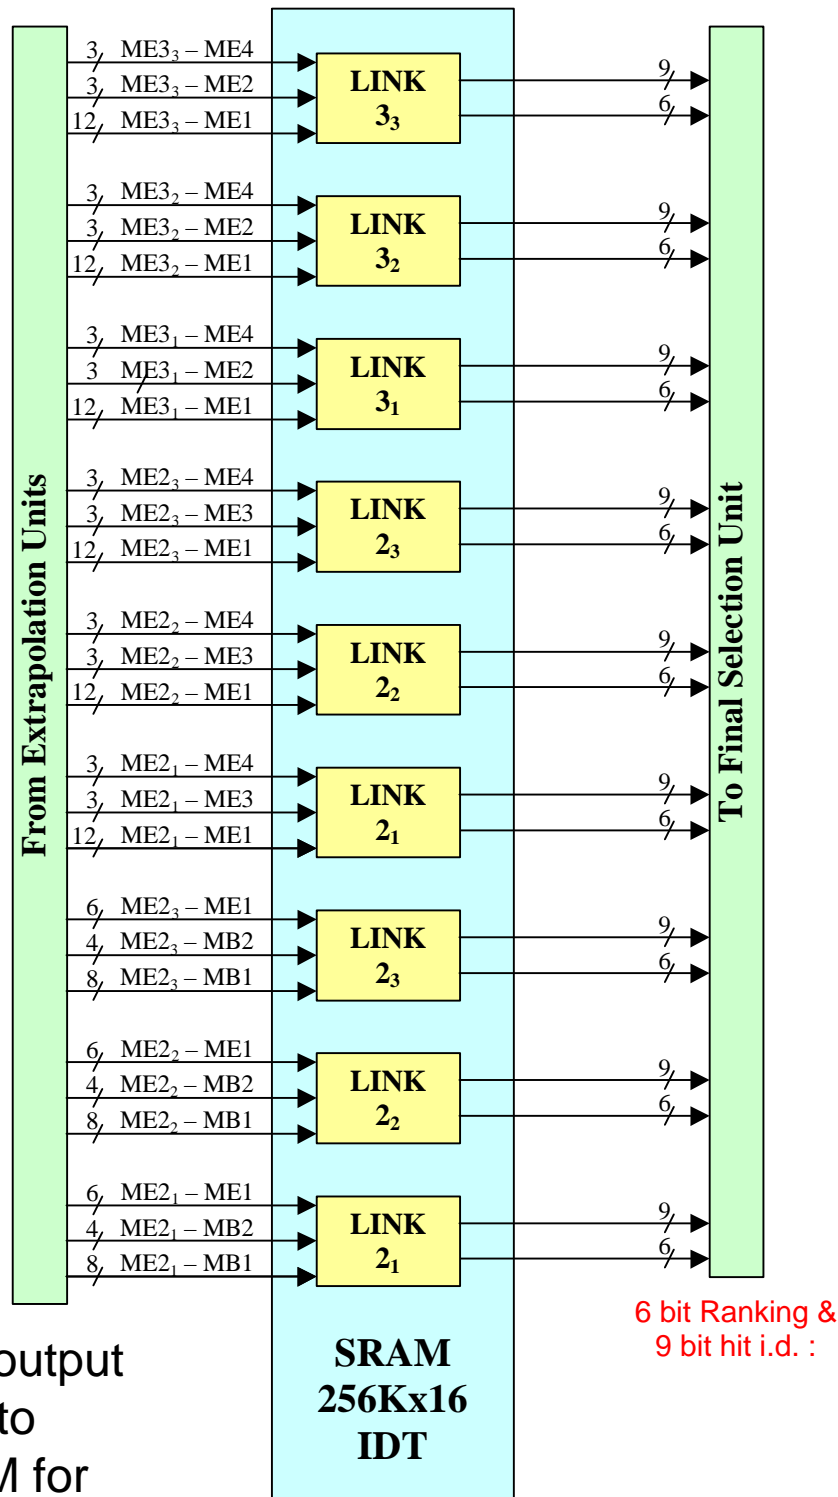 From Extrapolation Units
3 ME3₃ – ME4
3 ME3₃ – ME2
12 ME3₃ – ME1
LINK
3₃
9
6
3 ME3₂ – ME4
3 ME3₂ – ME2
12 ME3₂ – ME1
LINK
3₂
9
6
3 ME3₁ – ME4
3 ME3₁ – ME2
12 ME3₁ – ME1
LINK
3₁
9
6
3 ME2₃ – ME4
3 ME2₃ – ME3
12 ME2₃ – ME1
LINK
2₃
9
6
3 ME2₂ – ME4
3 ME2₂ – ME3
12 ME2₂ – ME1
LINK
2₂
9
6
3 ME2₁ – ME4
3 ME2₁ – ME3
12 ME2₁ – ME1
LINK
2₁
9
6
6 ME2₃ – ME1
4 ME2₃ – MB2
8 ME2₃ – MB1
LINK
2₃
9
6
6 ME2₂ – ME1
4 ME2₂ – MB2
8 ME2₂ – MB1
LINK
2₂
9
6
6 ME2₁ – ME1
4 ME2₁ – MB2
8 ME2₁ – MB1
LINK
2₁
9
6
To Final Selection Unit
6 bit Ranking &
9 bit hit i.d. :
SRAM
256Kx16
IDT
output
to
M for